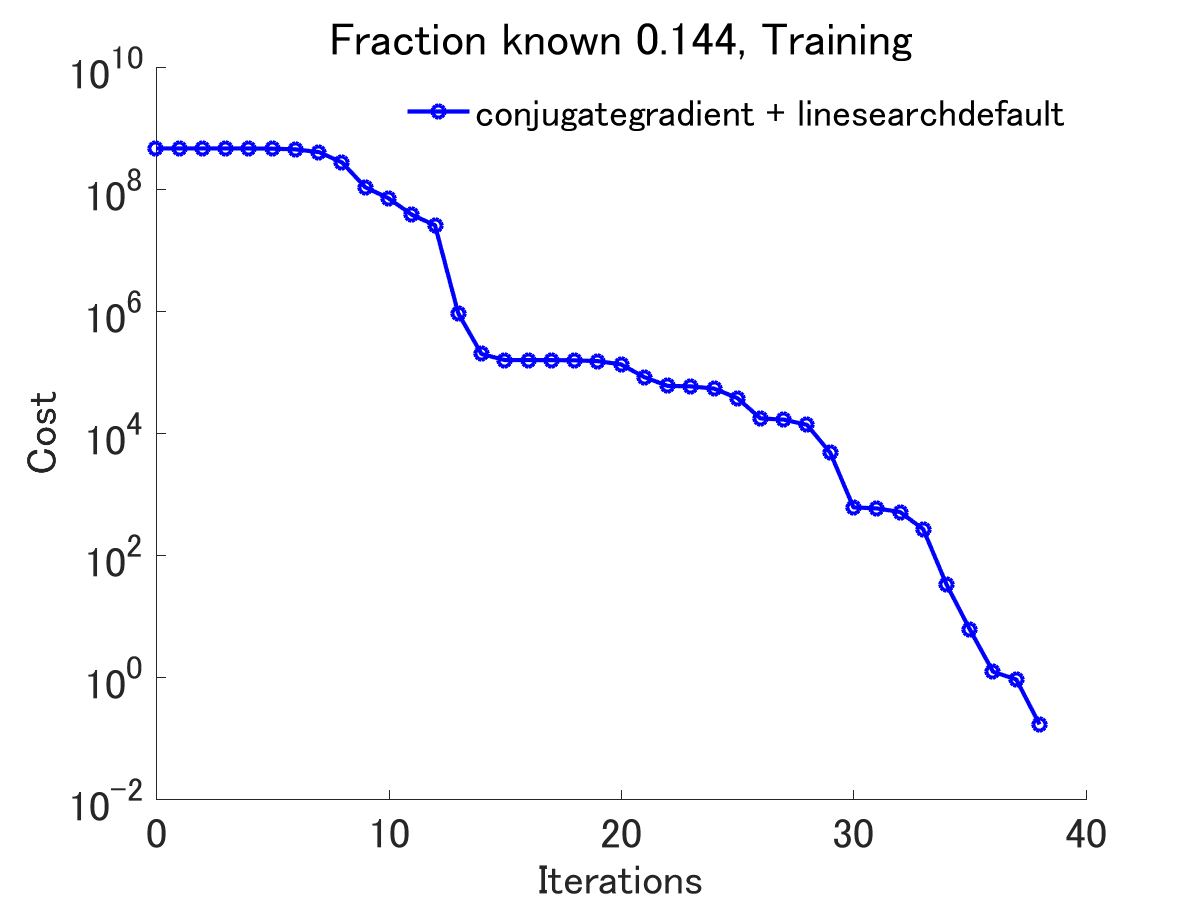 Fraction known 0.144, Training
conjugategradient + linesearchdefault
Cost
10^10
10^8
10^6
10^4
10^2
10^0
10^-2
0 10 20 30 40
Iterations